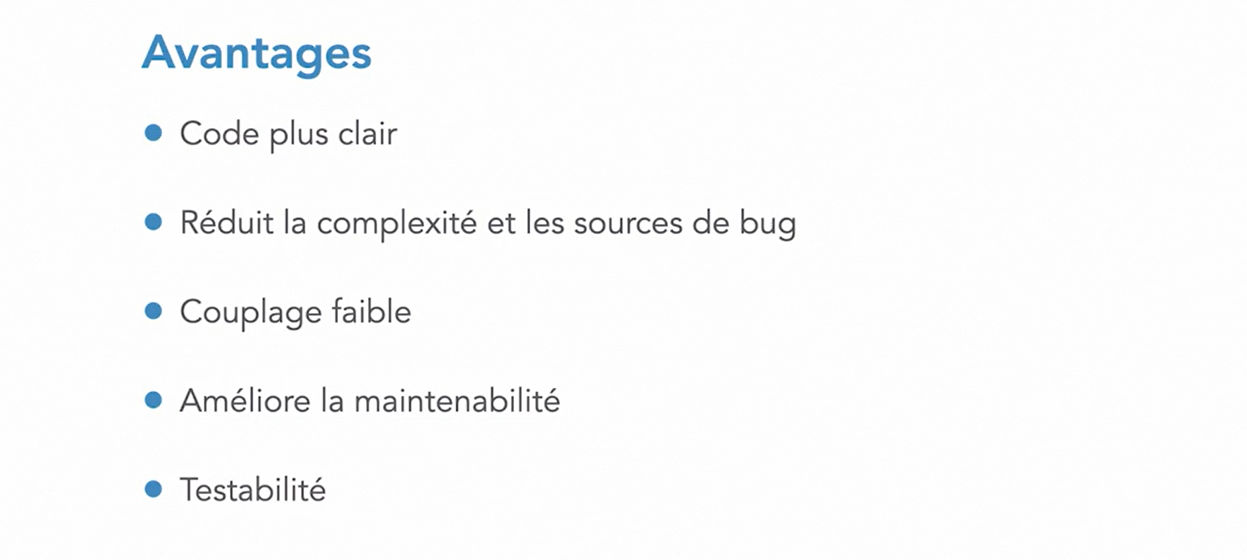 Avantages
Code plus clair
Réduit la complexité et les sources de bug
Couplage faible
Améliore la maintenabilité
Testabilité